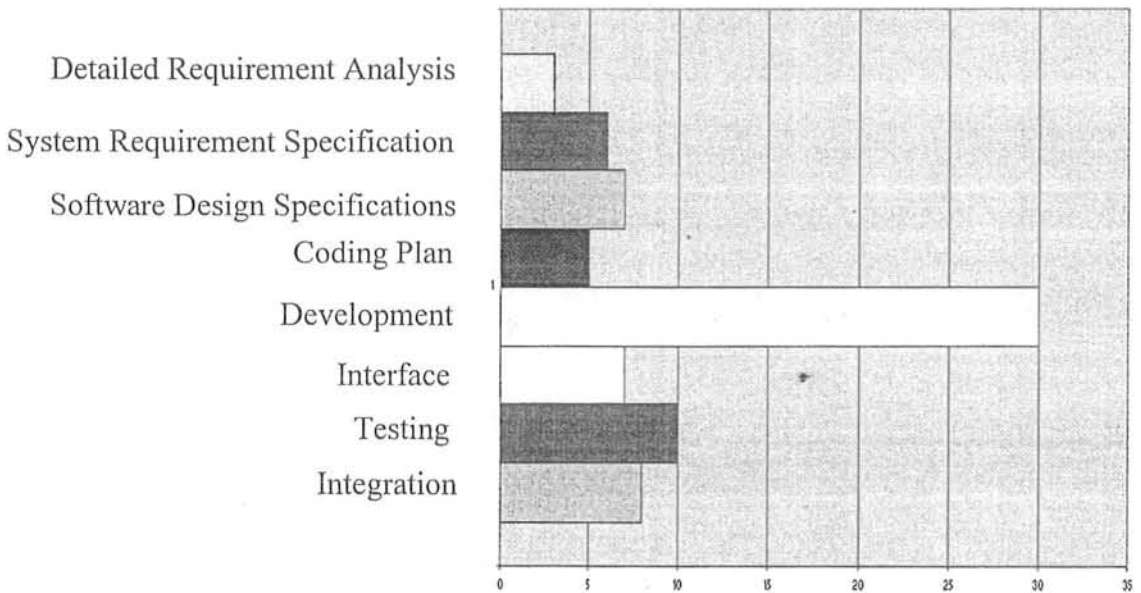 Detailed Requirement Analysis
System Requirement Specification
Software Design Specifications
Coding Plan
1
Development
Interface
Testing
Integration
0 5 10 15 20 25 30 35